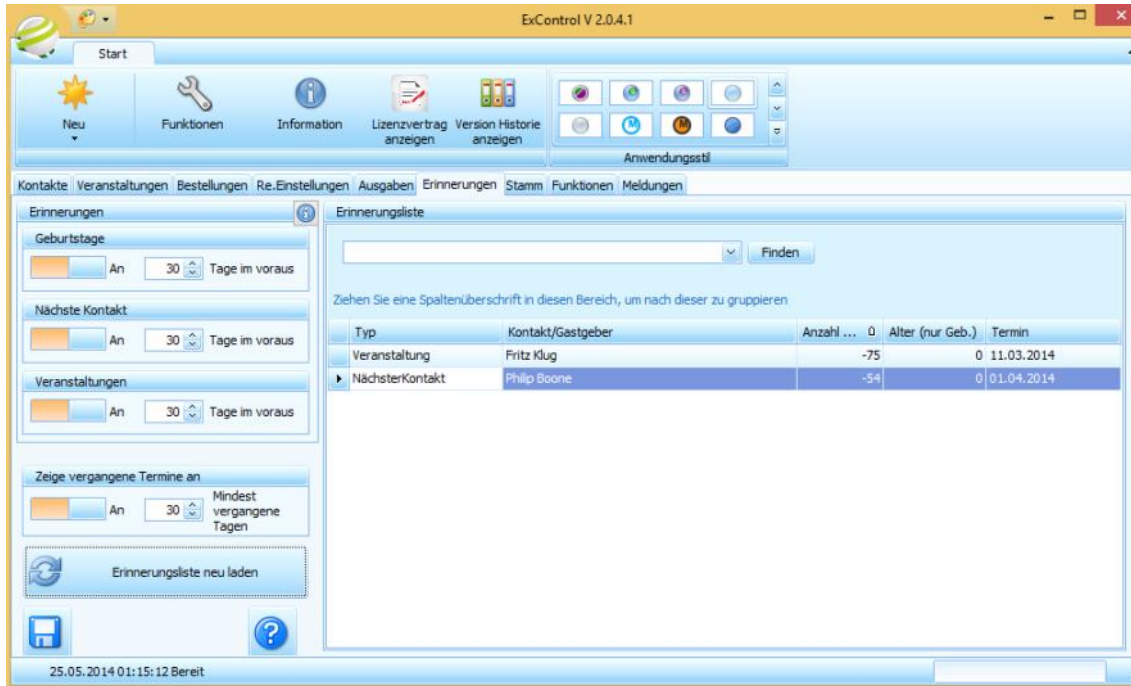 ExControl V 2.0.4.1
Start
Neu
Funktionen
Information
Lizenzvertrag
anzeigen
Version Historie
anzeigen
Anwendungsstil
Kontakte Veranstaltungen Bestellungen Re.Einstellungen Ausgaben Erinnerungen Stamm Funktionen Meldungen
Erinnerungen
Geburtstage
An 30 Tage im voraus
Nächste Kontakt
An 30 Tage im voraus
Veranstaltungen
An 30 Tage im voraus
Zeige vergangene Termine an
An 30 Mindest
vergangene
Tagen
Erinnerungsliste neu laden
Erinnerungsliste
Finden
Ziehen Sie eine Spaltenüberschrift in diesen Bereich, um nach dieser zu gruppieren
Typ Kontakt/Gastgeber Anzahl ... Alter (nur Geb.) Termin
Veranstaltung Fritz Klug -75 0 11.03.2014
NächsterKontakt Philip Boone -54 0 01.04.2014
25.05.2014 01:15:12 Bereit